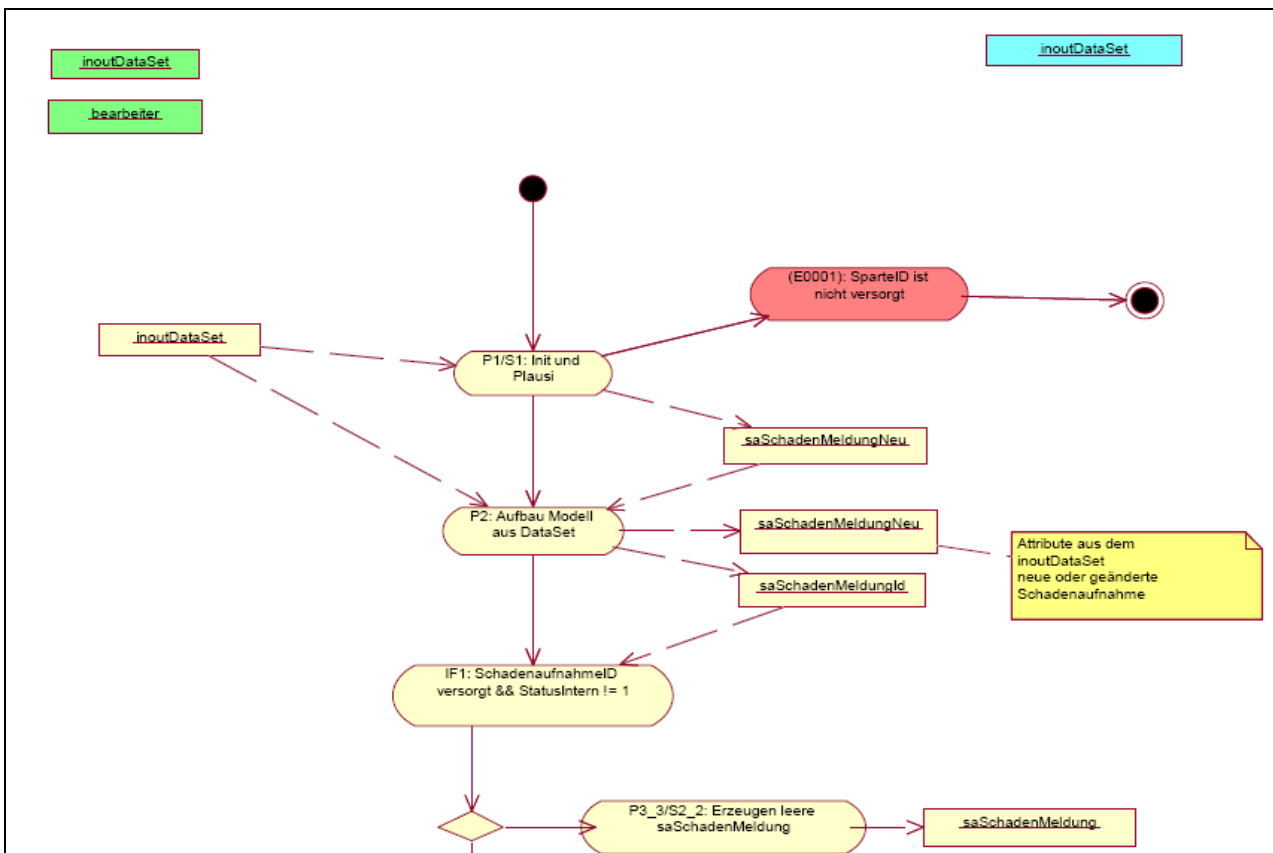 inoutDataSet
inoutDataSet
bearbeiter
(E0001): SparteID ist
nicht versorgt
inoutDataSet
P1/S1: Init und
Plausi
saSchadenMeldungNeu
P2: Aufbau Modell
aus DataSet
saSchadenMeldungNeu
Attribute aus dem
inoutDataSet
neue oder geänderte
Schadenaufnahme
saSchadenMeldungId
IF1: SchadenaufnahmeID
versorgt && StatusIntern != 1
P3_3/S2_2: Erzeugen leere
saSchadenMeldung
saSchadenMeldung